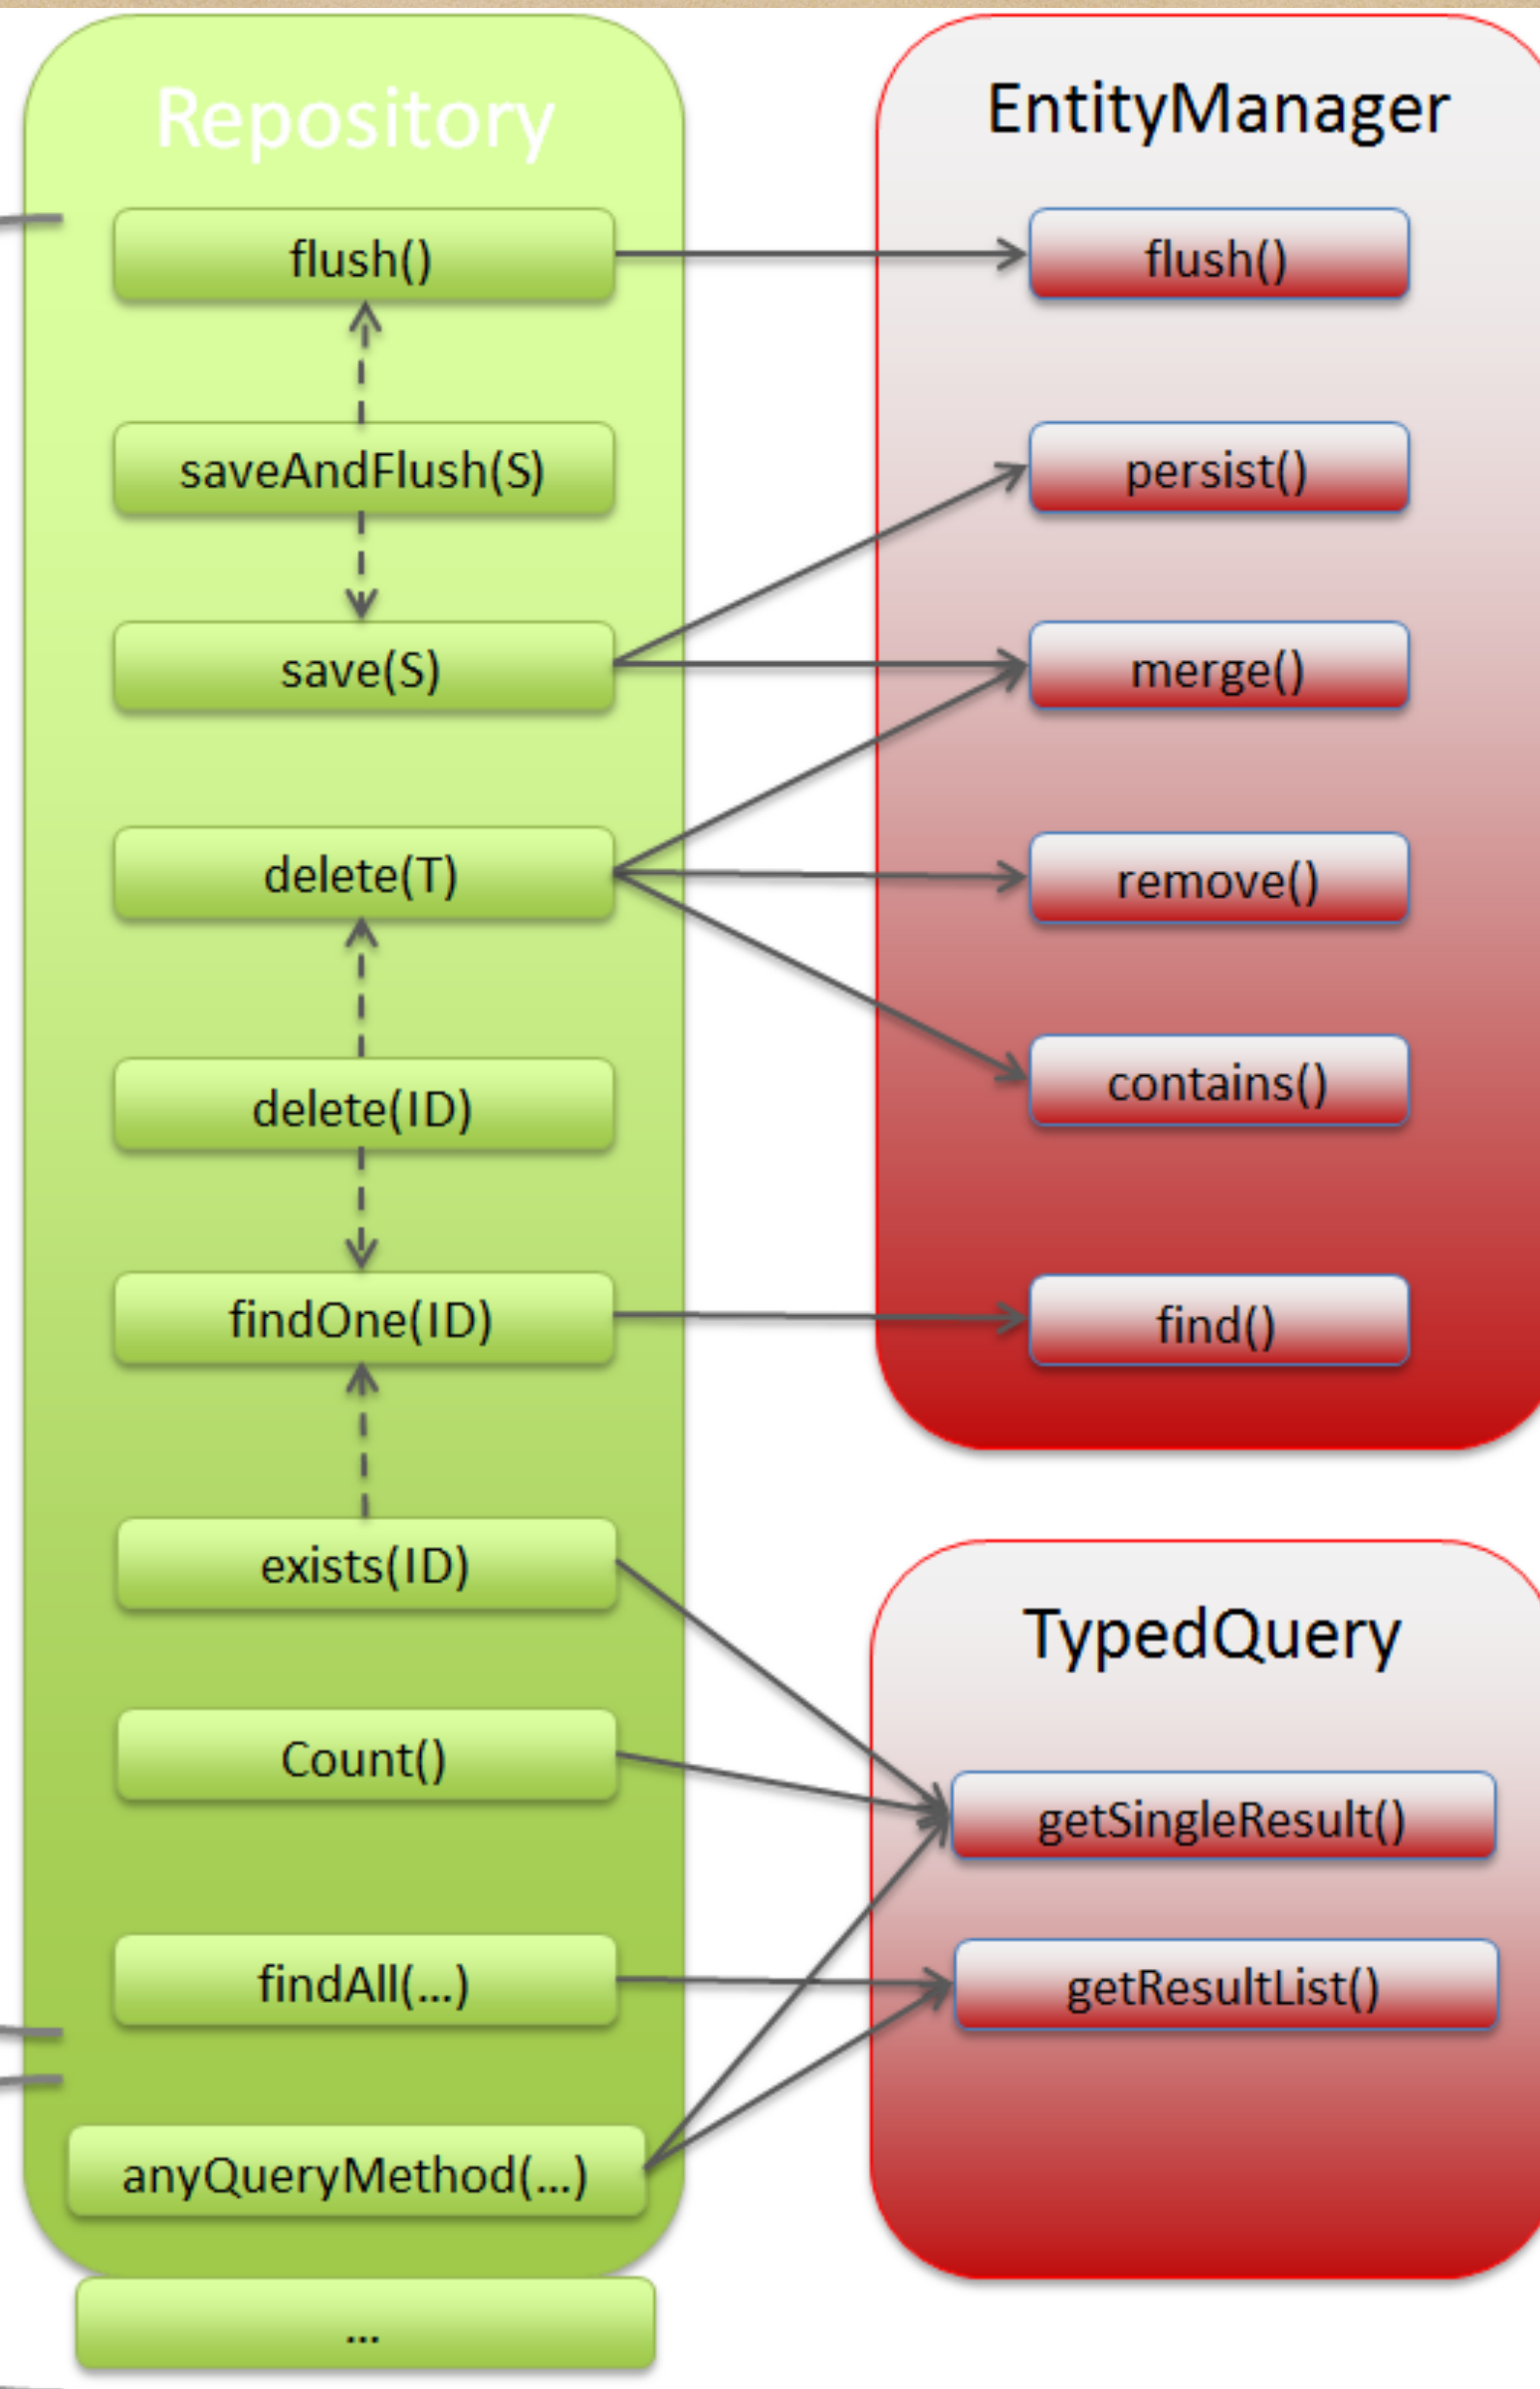 Repository
flush()
saveAndFlush(S)
save(S)
delete(T)
delete(ID)
findOne(ID)
exists(ID)
Count()
findAll(...)
anyQueryMethod(...)
...
EntityManager
flush()
persist()
merge()
remove()
contains()
find()
TypedQuery
getSingleResult()
getResultList()